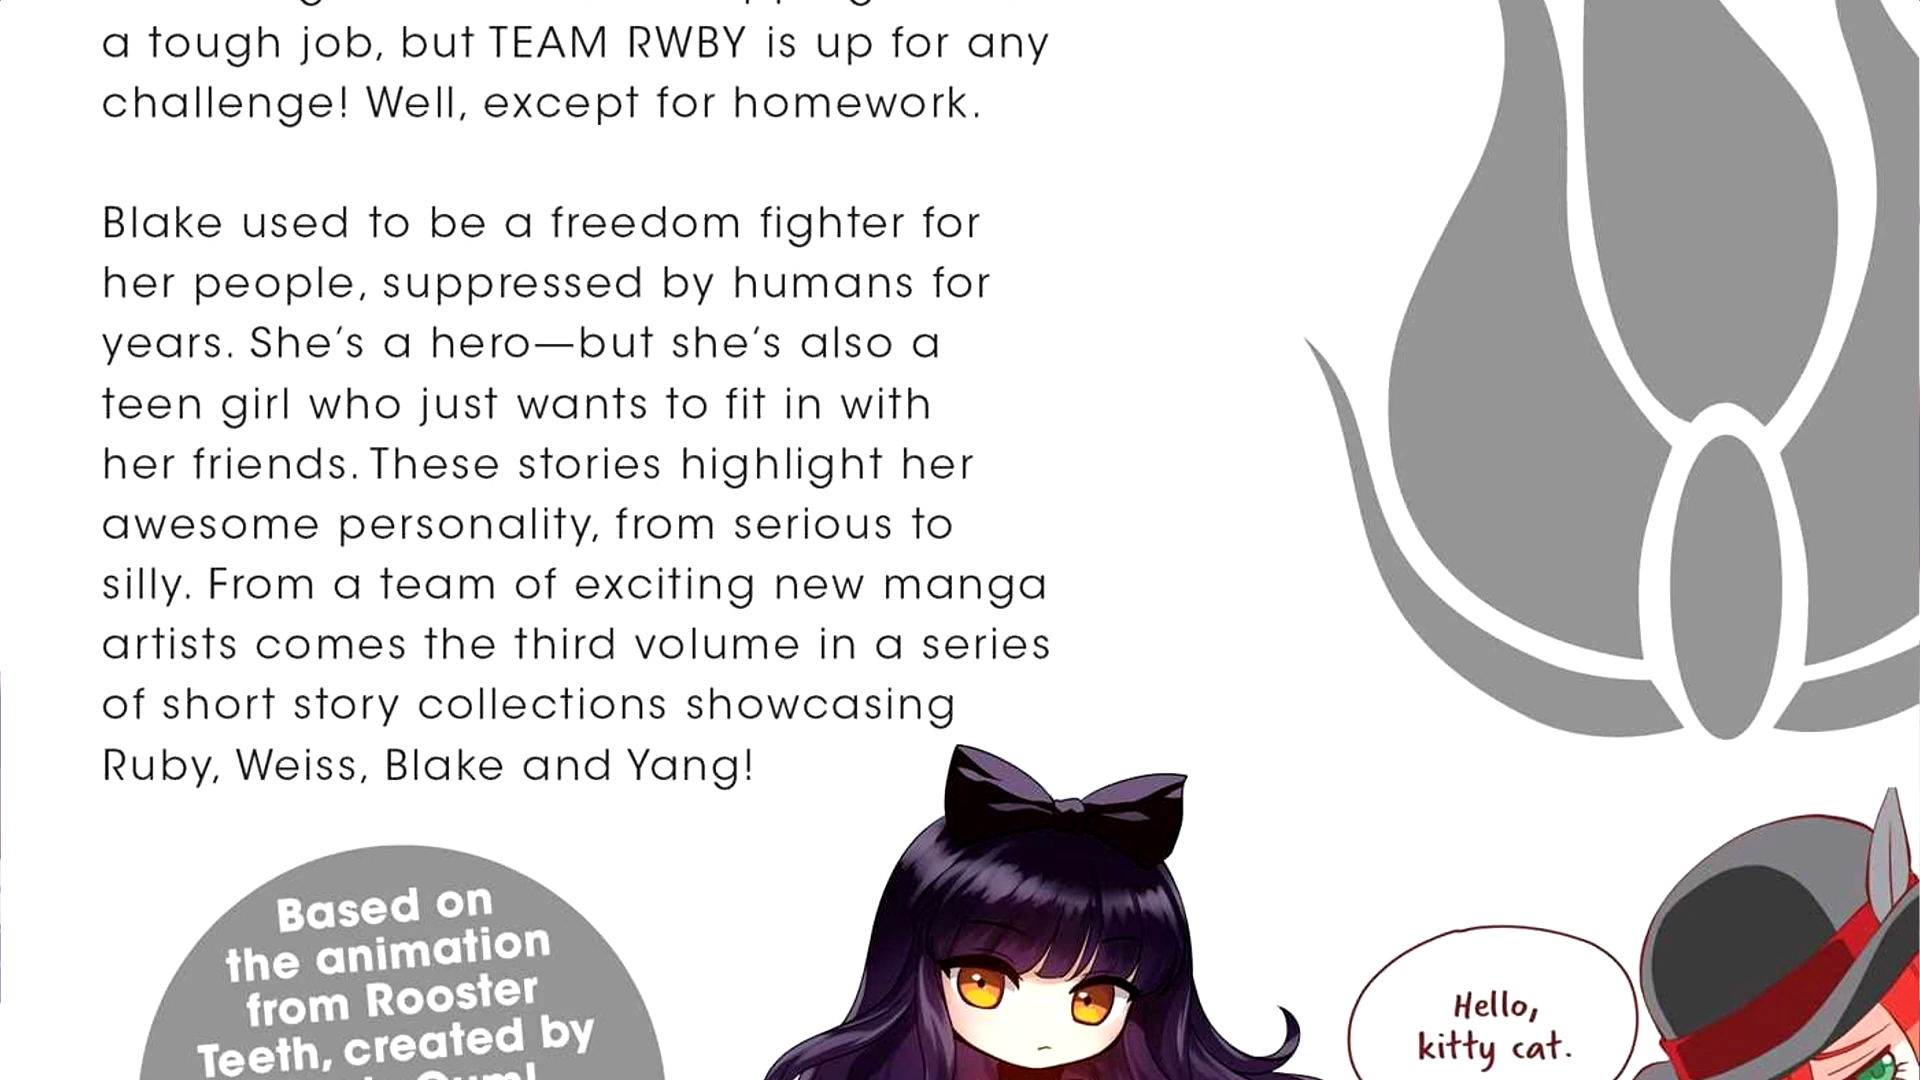 a tough job, but TEAM RWBY is up for any
challenge! Well, except for homework.
Blake used to be a freedom fighter for
her people, suppressed by humans for
years. She's a hero—but she's also a
teen girl who just wants to fit in with
her friends. These stories highlight her
awesome personality, from serious to
silly. From a team of exciting new manga
artists comes the third volume in a series
of short story collections showcasing
Ruby, Weiss, Blake and Yang!
Based on
the animation
from Rooster
Teeth, created by
Hello,
kitty cat.